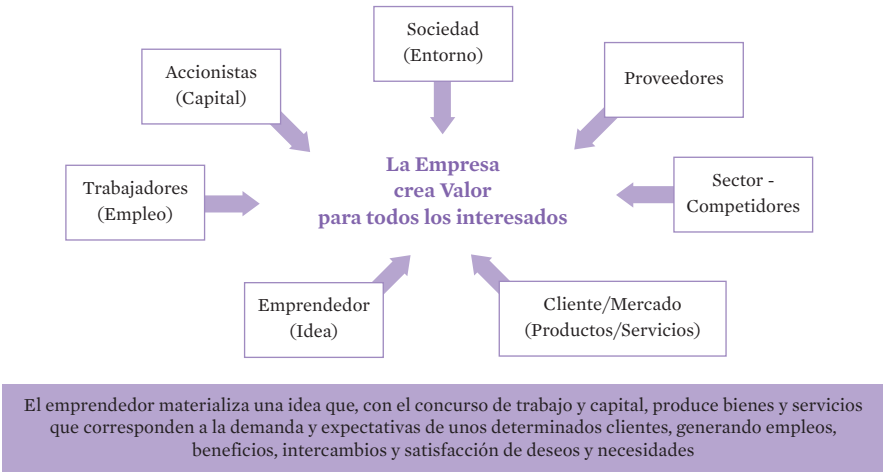 Sociedad
(Entorno)
Accionistas
(Capital)
Proveedores
La Empresa
crea Valor
para todos los interesados
Trabajadores
(Empleo)
Sector -
Competidores
Emprendedor
(Idea)
Cliente/Mercado
(Productos/Servicios)
El emprendedor materializa una idea que, con el concurso de trabajo y capital, produce bienes y servicios
que corresponden a la demanda y expectativas de unos determinados clientes, generando empleos,
beneficios, intercambios y satisfacción de deseos y necesidades